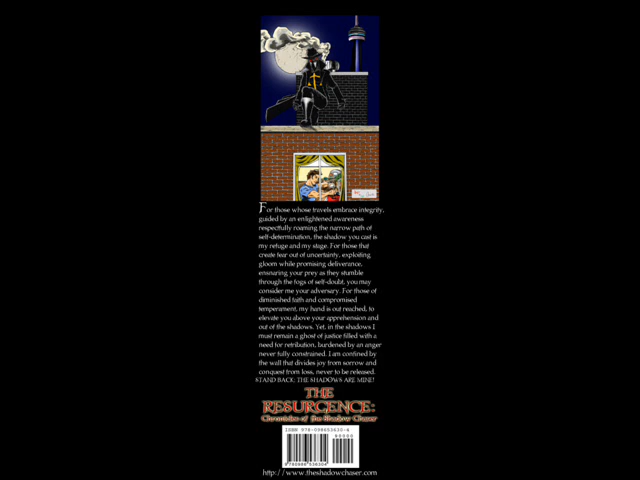 For those whose travels embrace integrity,
guided by an enlightened awareness
respectfully roaming the narrow path of
self-determination, the shadow you cast is
my refuge and my stage. For those that
create fear out of uncertainty, exploiting
gloom while promising deliverance,
ensnaring your prey as they stumble
through the fogs of self-doubt, you may
consider me your adversary. For those of
diminished faith and compromised
temperament, my hand is out reached, to
elevate you above your apprehension and
out of the shadows. Yet, in the shadows I
must remain a ghost of justice filled with a
need for retribution, burdened by an anger
never fully constrained. I am confined by
the wall that divides joy from sorrow and
conquest from loss, never to be released.
STAND BACK: THE SHADOWS ARE MINE!
THE
RESURGENCE:
Chronicles of the Shadow Chaser
ISBN 978-098693630-4
90000
http://www.theshadowchaser.com